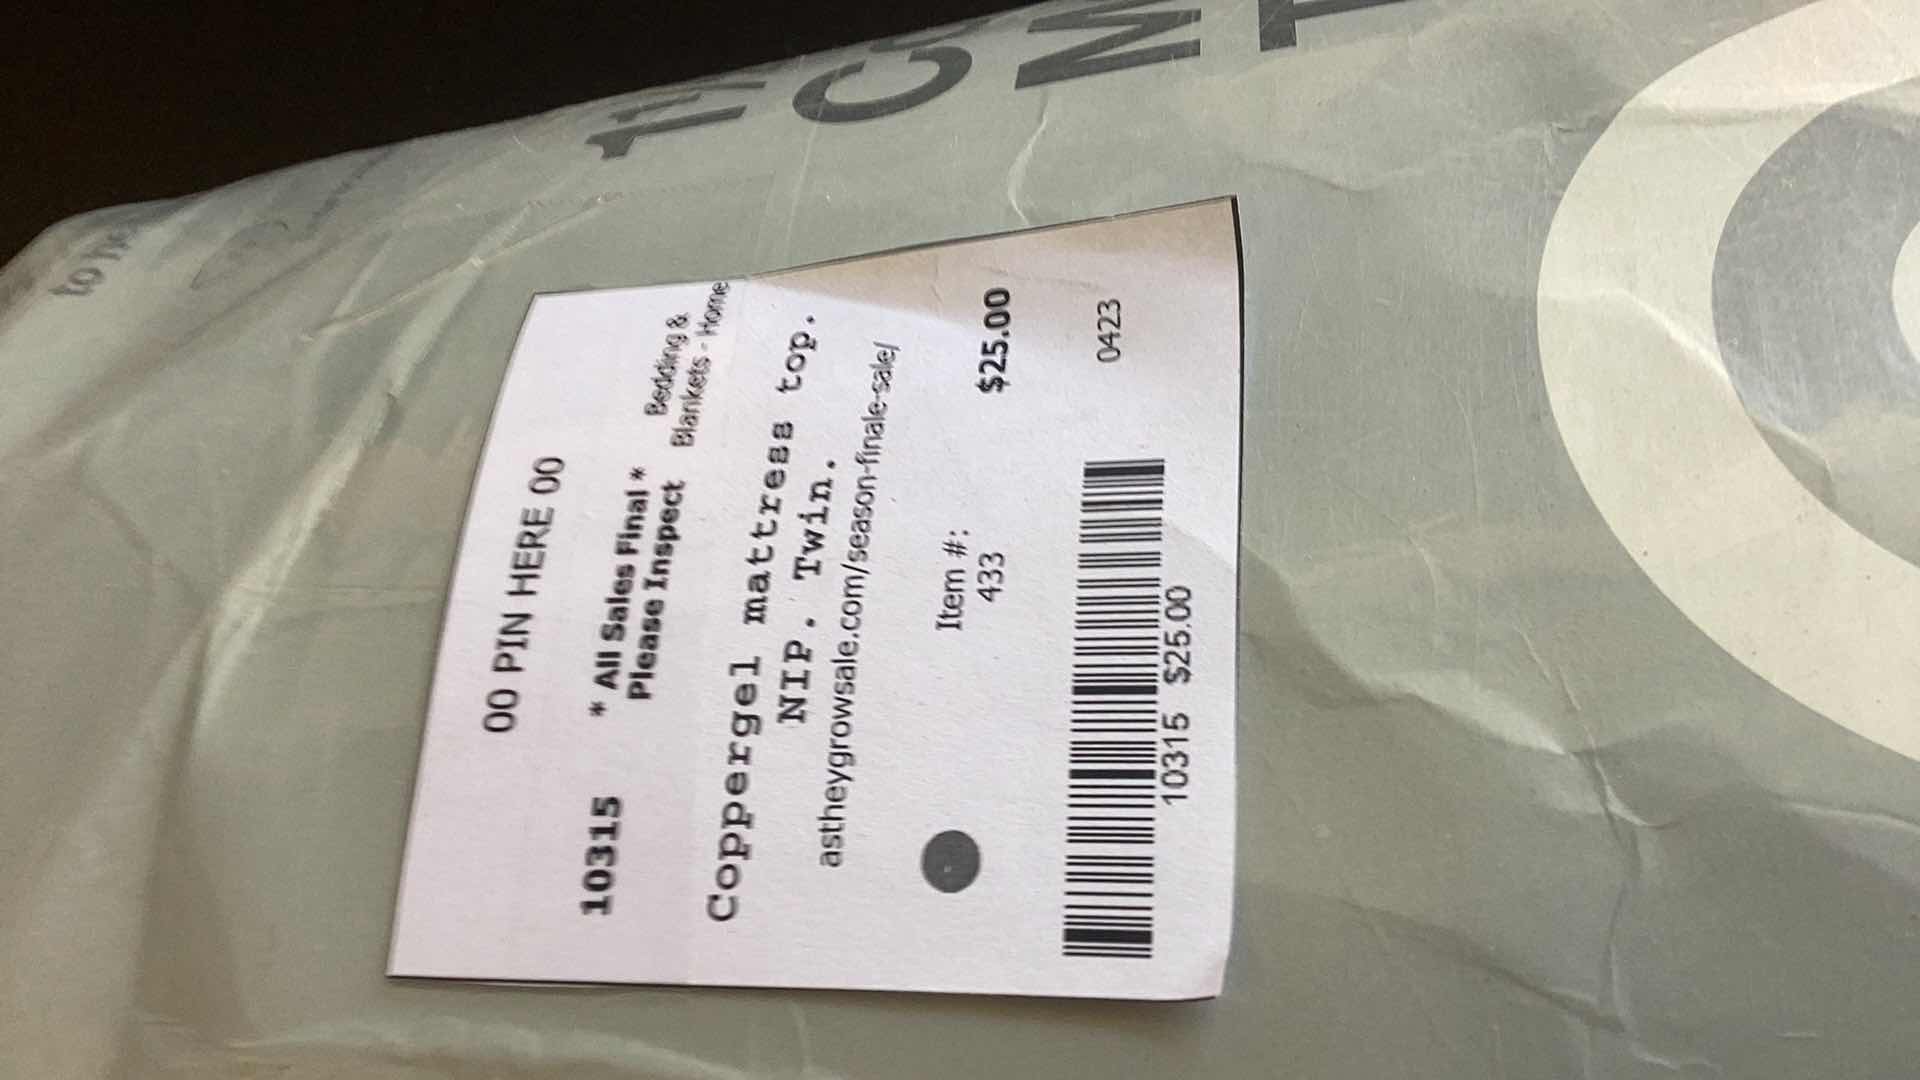 00 PIN HERE 00
10315
* All Sales Final *
Please Inspect
Bedding &
Blankets - Home
Coppergel mattress top.
NIP. Twin.
astheygrowsale.com/season-finale-sale/
Item #:
433
$25.00
0423
10315 $25.00